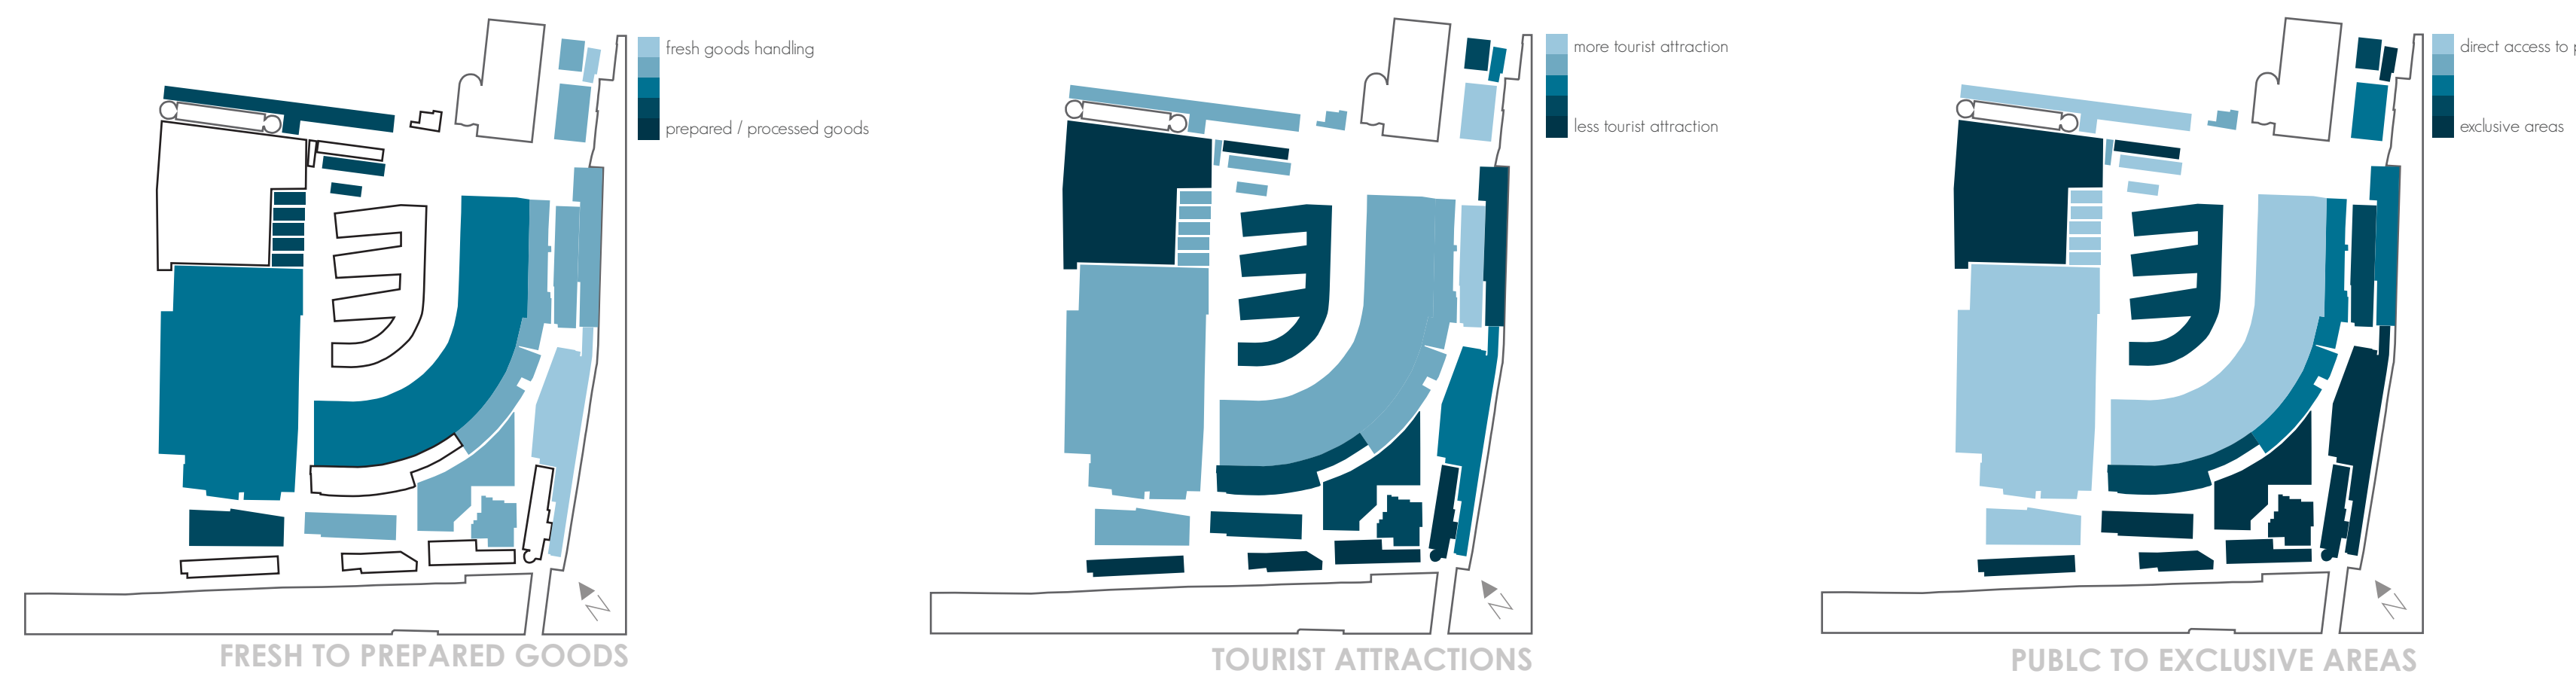 fresh goods handling
prepared / processed goods
more tourist attraction
less tourist attraction
direct access to
exclusive areas
N
N
N
FRESH TO PREPARED GOODS
TOURIST ATTRACTIONS
PUBLC TO EXCLUSIVE AREAS